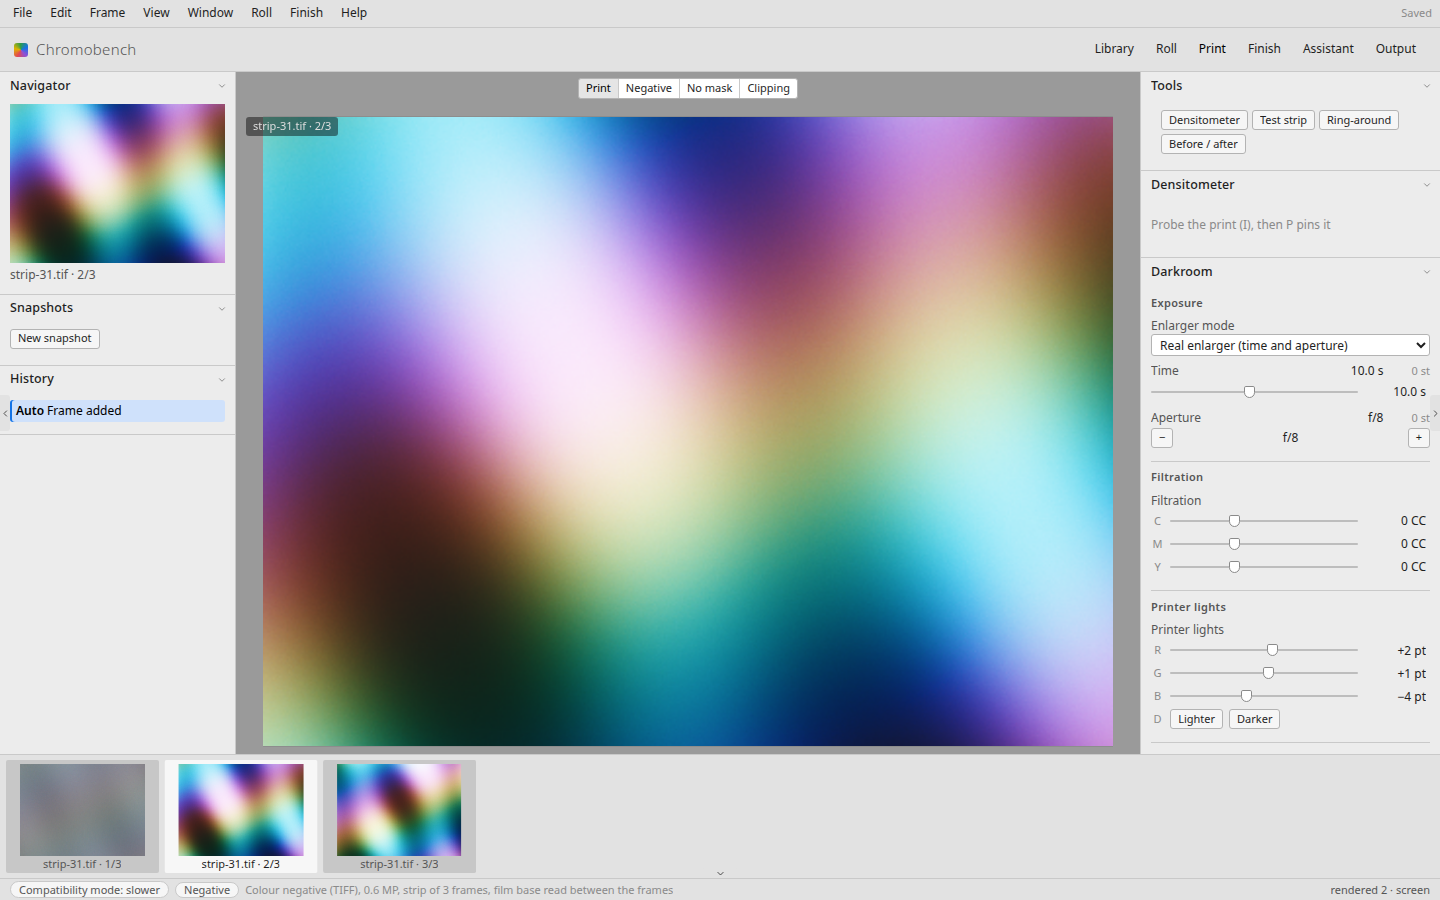 File Edit Frame View Window Roll Finish Help Saved
Chromobench Library Roll Print Finish Assistant Output
Navigator
strip-31.tif · 2/3
Snapshots
New snapshot
History
Auto Frame added
Print Negative No mask Clipping
strip-31.tif · 2/3
Tools
Densitometer Test strip Ring-around
Before / after
Densitometer
Probe the print (I), then P pins it
Darkroom
Exposure
Enlarger mode
Real enlarger (time and aperture)
Time 10.0 s 0 st
10.0 s
Aperture f/8 0 st
− f/8 +
Filtration
Filtration
C 0 CC
M 0 CC
Y 0 CC
Printer lights
Printer lights
R +2 pt
G +1 pt
B −4 pt
D Lighter Darker
strip-31.tif · 1/3 strip-31.tif · 2/3 strip-31.tif · 3/3
Compatibility mode: slower Negative Colour negative (TIFF), 0.6 MP, strip of 3 frames, film base read between the frames rendered 2 · screen